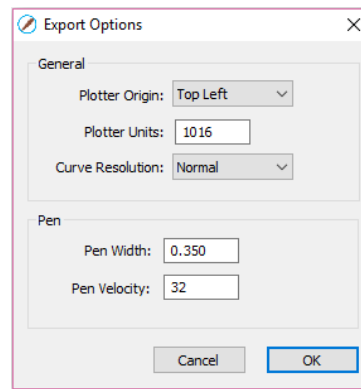 Export Options
General
Plotter Origin: Top Left
Plotter Units: 1016
Curve Resolution: Normal
Pen
Pen Width: 0.350
Pen Velocity: 32
Cancel OK